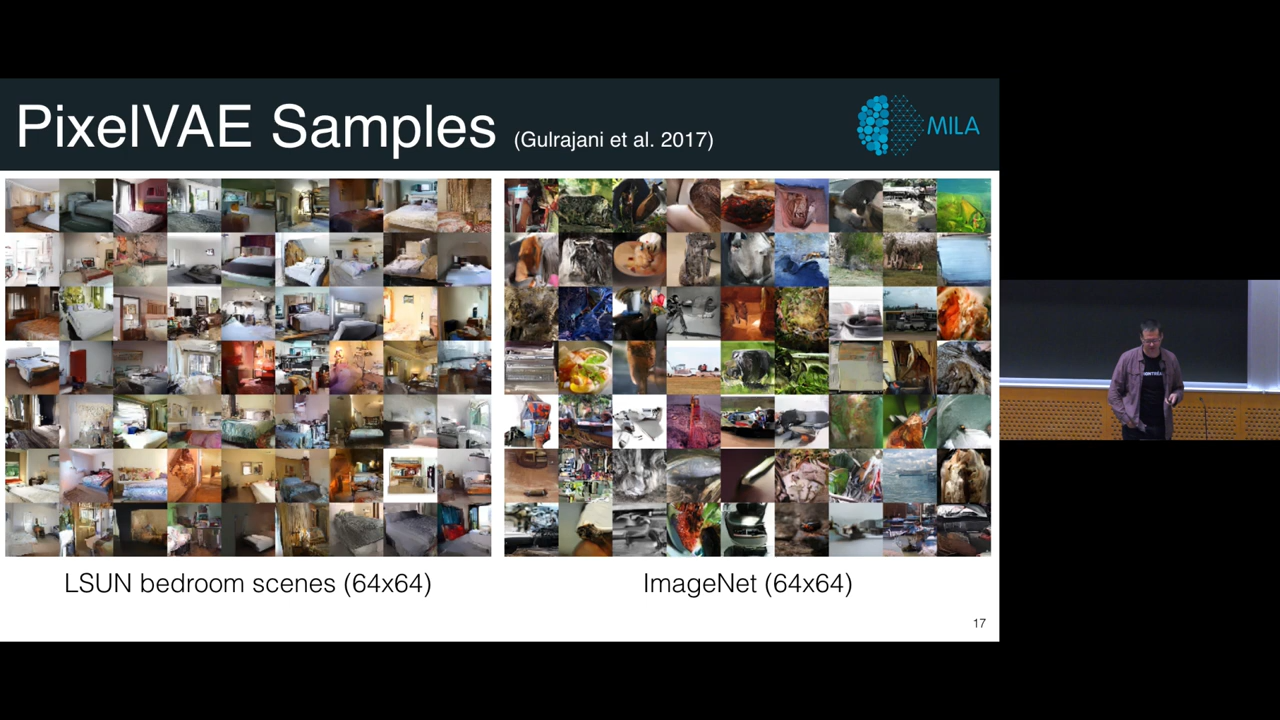 PixelVAE Samples (Gulrajani et al. 2017)
MILA
LSUN bedroom scenes (64x64)
ImageNet (64x64)
17